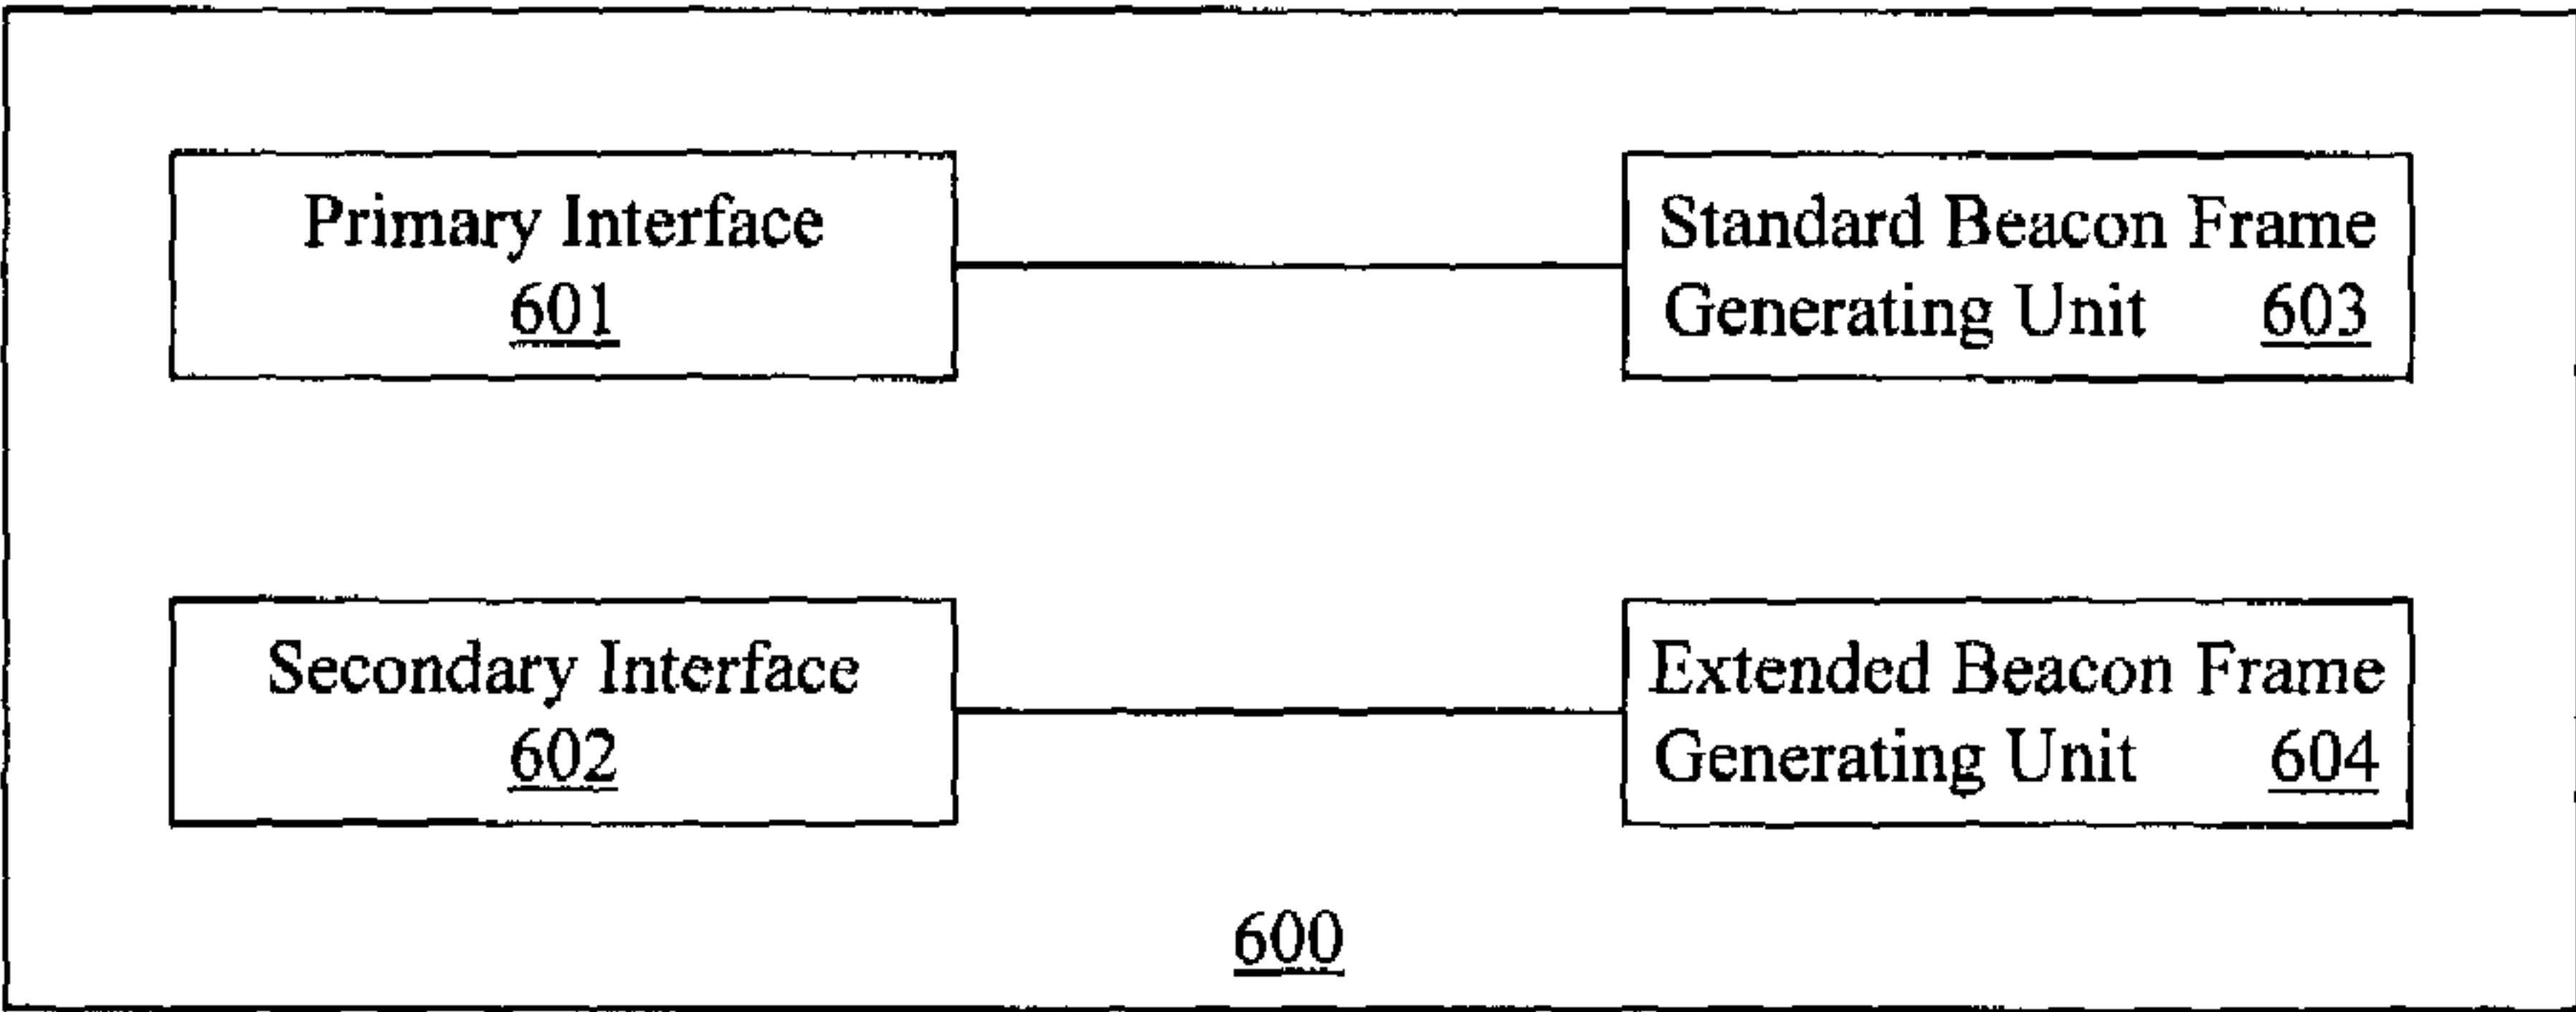 Primary Interface
601
Standard Beacon Frame
Generating Unit 603
Secondary Interface
602
Extended Beacon Frame
Generating Unit 604
600